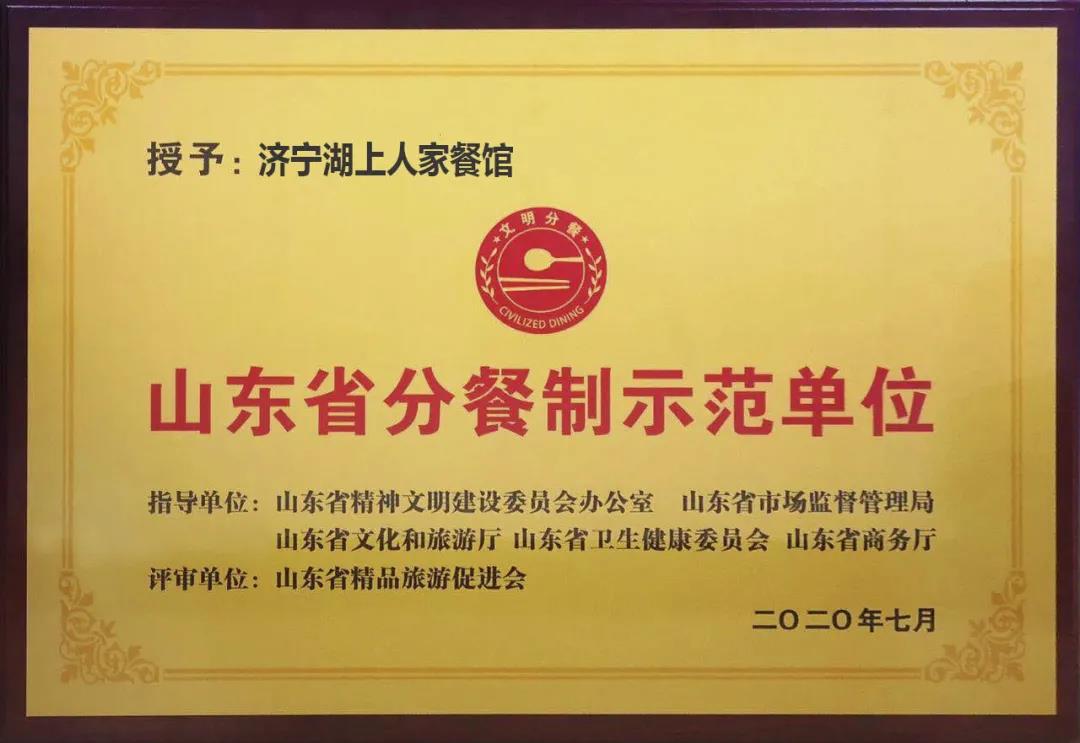 授予：济宁湖上人家餐馆
文明分餐
CIVILIZED DINING
山东省分餐制示范单位
指导单位：山东省精神文明建设委员会办公室 山东省市场监督管理局
山东省文化和旅游厅 山东省卫生健康委员会 山东省商务厅
评审单位：山东省精品旅游促进会
二〇二〇年七月